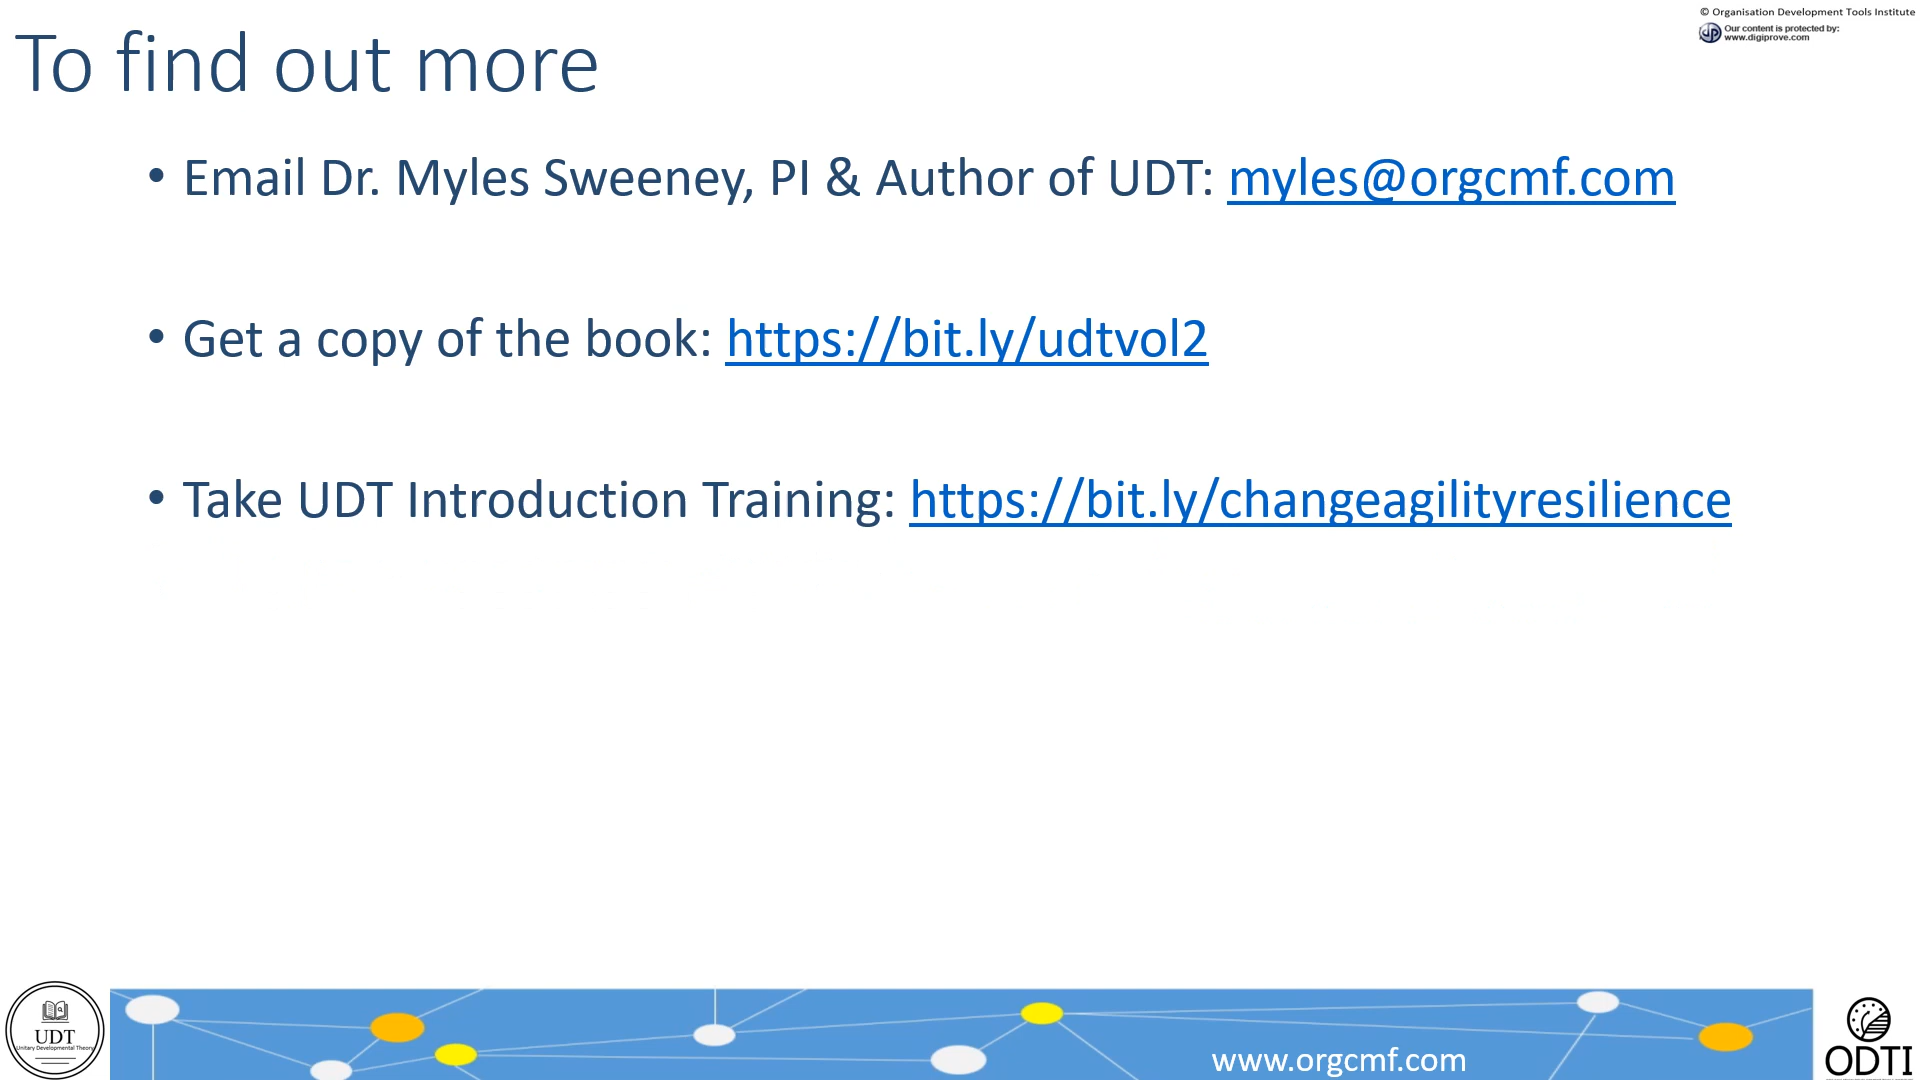 © Organisation Development Tools Institute
Our content is protected by:
www.digiprove.com
To find out more
• Email Dr. Myles Sweeney, PI & Author of UDT: myles@orgcmf.com
• Get a copy of the book: https://bit.ly/udtvol2
• Take UDT Introduction Training: https://bit.ly/changeagilityresilience
UDT
Unitary Developmental Theory
www.orgcmf.com
ODTI